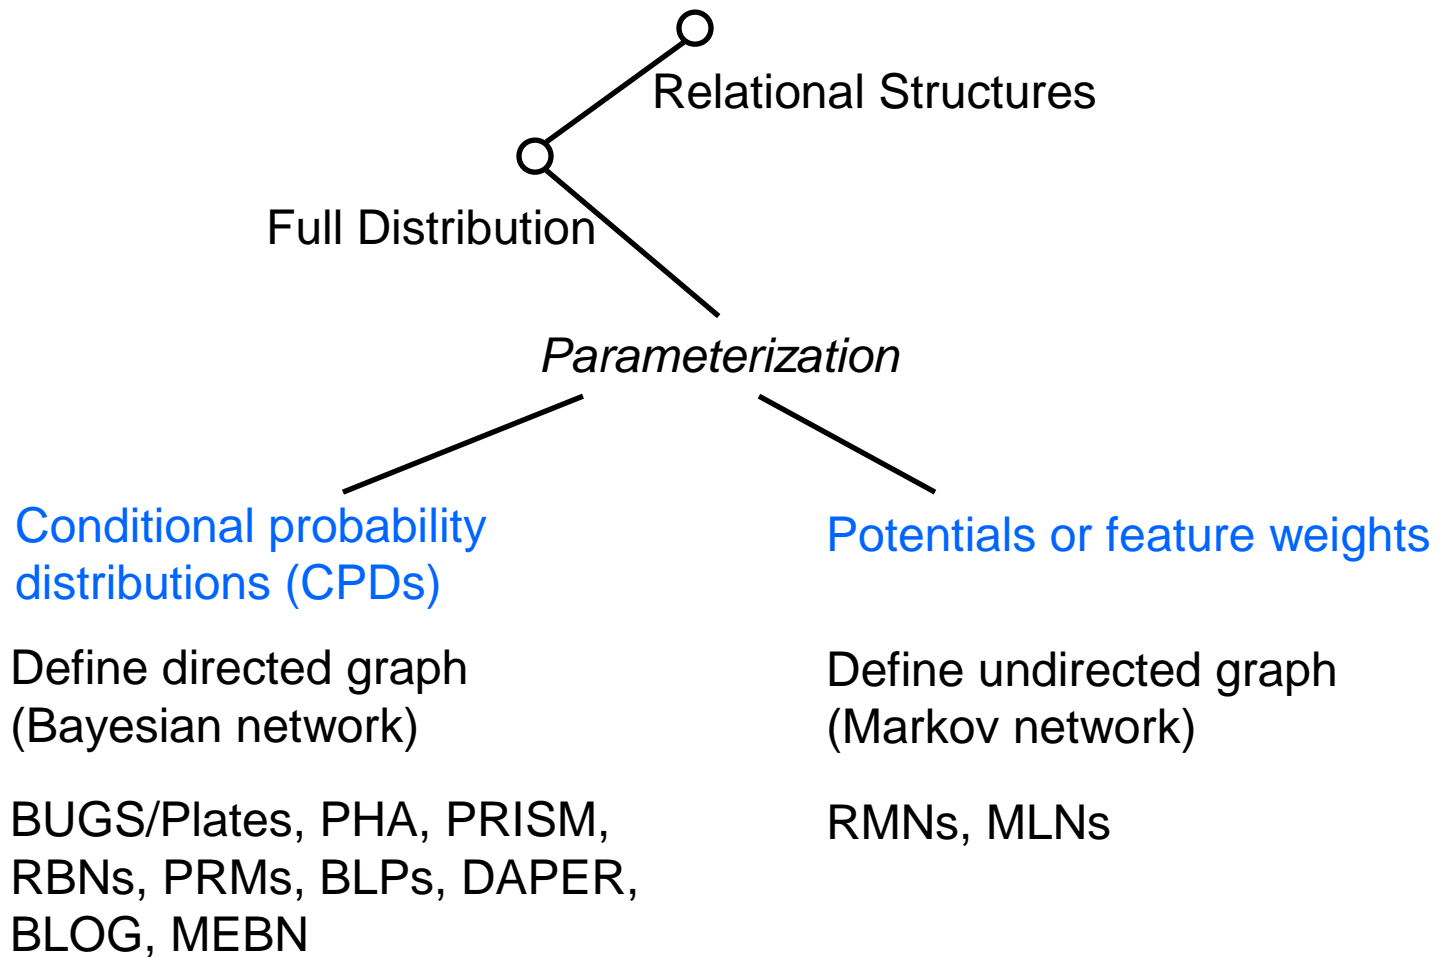 Relational Structures
Full Distribution
Parameterization
Conditional probability
distributions (CPDs)
Potentials or feature weights
Define directed graph
(Bayesian network)
Define undirected graph
(Markov network)
BUGS/Plates, PHA, PRISM,
RBNs, PRMs, BLPs, DAPER,
BLOG, MEBN
RMNs, MLNs